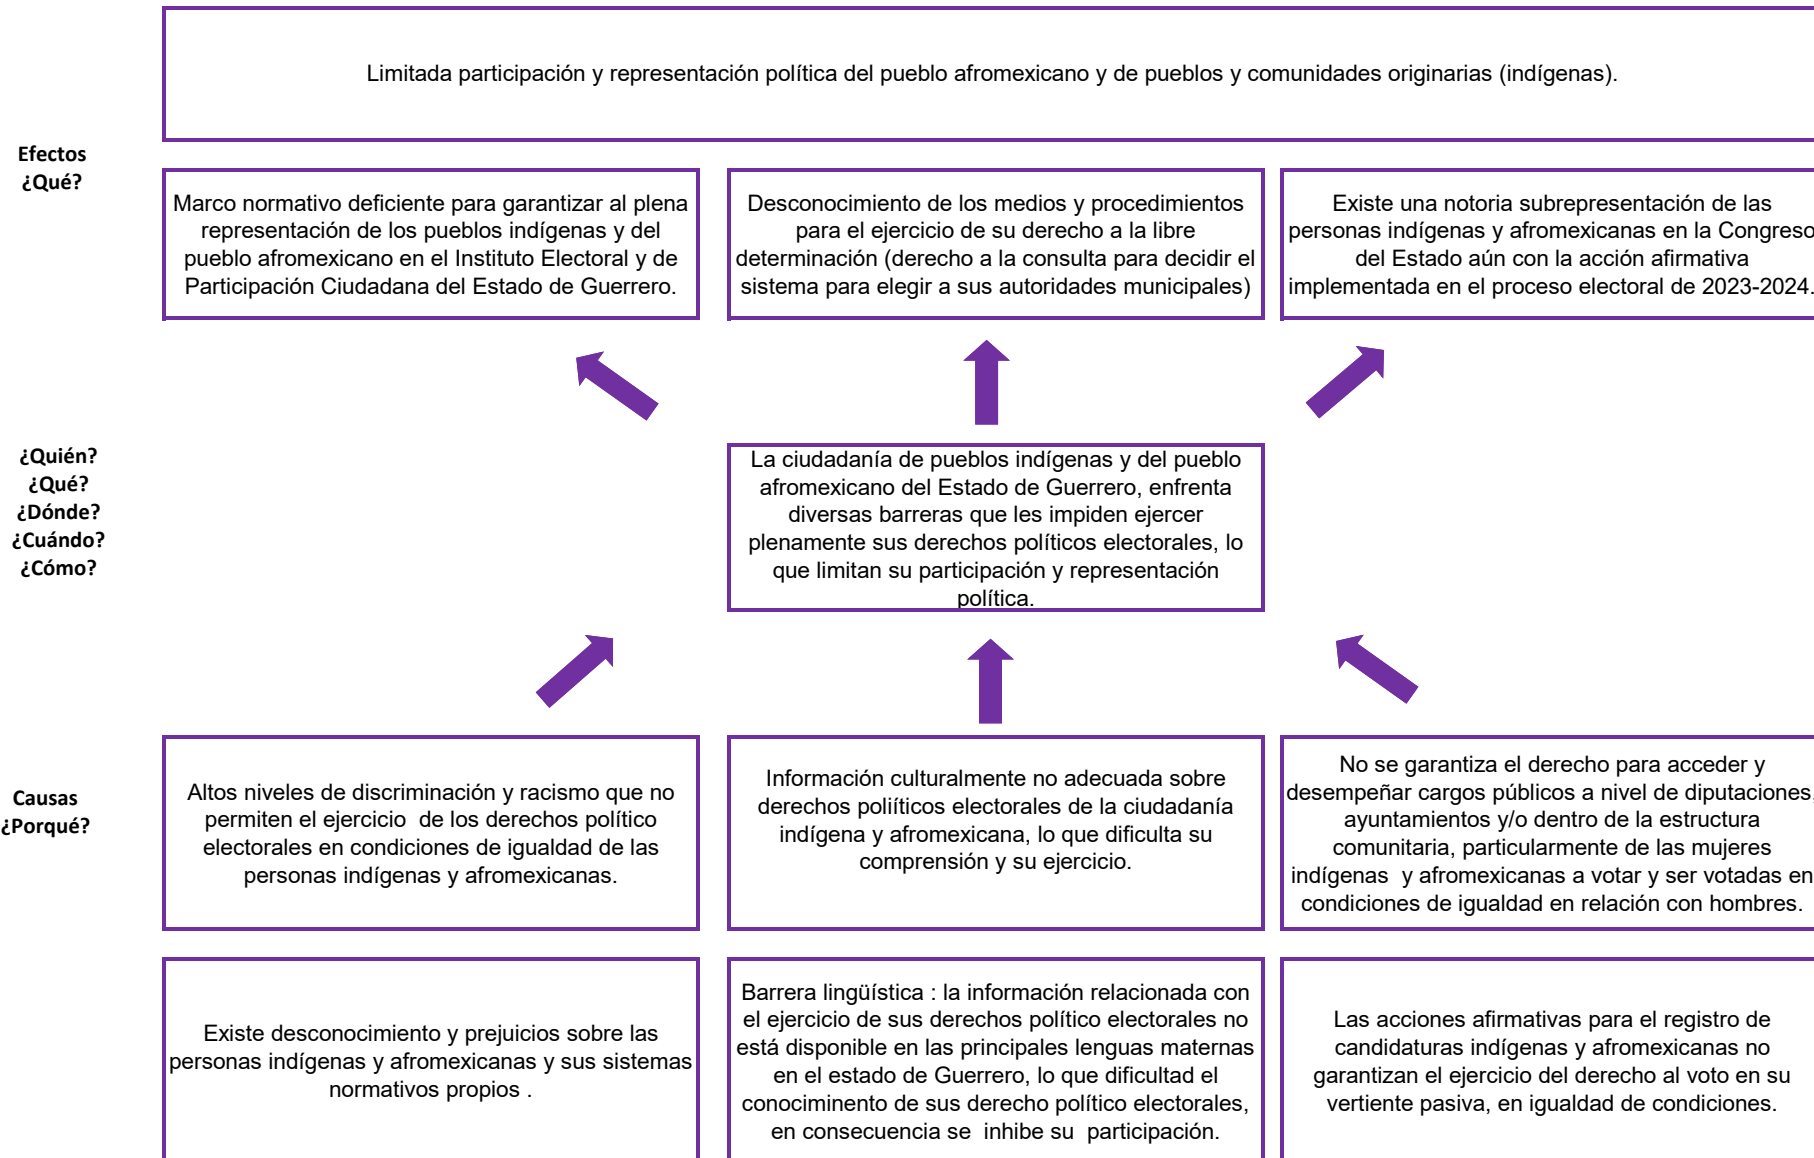 Limitada participación y representación política del pueblo afromexicano y de pueblos y comunidades originarias (indígenas).
Efectos
¿Qué?
Marco normativo deficiente para garantizar al plena
representación de los pueblos indígenas y del
pueblo afromexicano en el Instituto Electoral y de
Participación Ciudadana del Estado de Guerrero.
Desconocimiento de los medios y procedimientos
para el ejercicio de su derecho a la libre
determinación (derecho a la consulta para decidir el
sistema para elegir a sus autoridades municipales)
Existe una notoria subrepresentación de las
personas indígenas y afromexicanas en la Congreso
del Estado aún con la acción afirmativa
implementada en el proceso electoral de 2023-2024.
¿Quién?
¿Qué?
¿Dónde?
¿Cuándo?
¿Cómo?
La ciudadanía de pueblos indígenas y del pueblo
afromexicano del Estado de Guerrero, enfrenta
diversas barreras que les impiden ejercer
plenamente sus derechos políticos electorales, lo
que limitan su participación y representación
política.
Causas
¿Porqué?
Altos niveles de discriminación y racismo que no
permiten el ejercicio  de los derechos político
electorales en condiciones de igualdad de las
personas indígenas y afromexicanas.
Información culturalmente no adecuada sobre
derechos poliíticos electorales de la ciudadanía
indígena y afromexicana, lo que dificulta su
comprensión y su ejercicio.
No se garantiza el derecho para acceder y
desempeñar cargos públicos a nivel de diputaciones,
ayuntamientos y/o dentro de la estructura
comunitaria, particularmente de las mujeres
indígenas  y afromexicanas a votar y ser votadas en
condiciones de igualdad en relación con hombres.
Existe desconocimiento y prejuicios sobre las
personas indígenas y afromexicanas y sus sistemas
normativos propios .
Barrera lingüística : la información relacionada con
el ejercicio de sus derechos político electorales no
está disponible en las principales lenguas maternas
en el estado de Guerrero, lo que dificultad el
conociminento de sus derecho político electorales,
en consecuencia se  inhibe su  participación.
Las acciones afirmativas para el registro de
candidaturas indígenas y afromexicanas no
garantizan el ejercicio del derecho al voto en su
vertiente pasiva, en igualdad de condiciones.